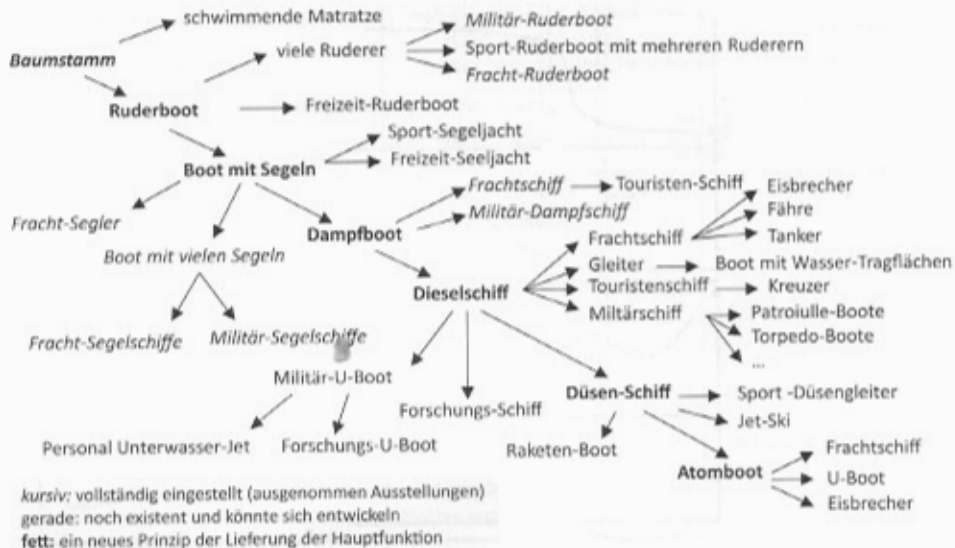 schwimmende Matratze
Militär-Ruderboot
Baumstamm
viele Ruderer
Sport-Ruderboot mit mehreren Ruderern
Fracht-Ruderboot
Ruderboot
Freizeit-Ruderboot
Sport-Segeljacht
Boot mit Segeln
Freizeit-Seeljacht
Frachtschiff
Touristen-Schiff
Eisbrecher
Fracht-Segler
Militär-Dampfschiff
Fähre
Dampfboot
Frachtschiff
Tanker
Boot mit vielen Segeln
Gleiter
Boot mit Wasser-Tragflächen
Dieselschiff
Touristenschiff
Kreuzer
Miltärschiff
Patroiulle-Boote
Fracht-Segelschiffe
Militär-Segelschiffe
Torpedo-Boote
...
Militär-U-Boot
Düsen-Schiff
Sport -Düsengleiter
Forschungs-Schiff
Jet-Ski
Personal Unterwasser-Jet
Forschungs-U-Boot
Raketen-Boot
Frachtschiff
Atomboot
U-Boot
Eisbrecher
kursiv: vollständig eingestellt (ausgenommen Ausstellungen)
gerade: noch existent und könnte sich entwickeln
fett: ein neues Prinzip der Lieferung der Hauptfunktion